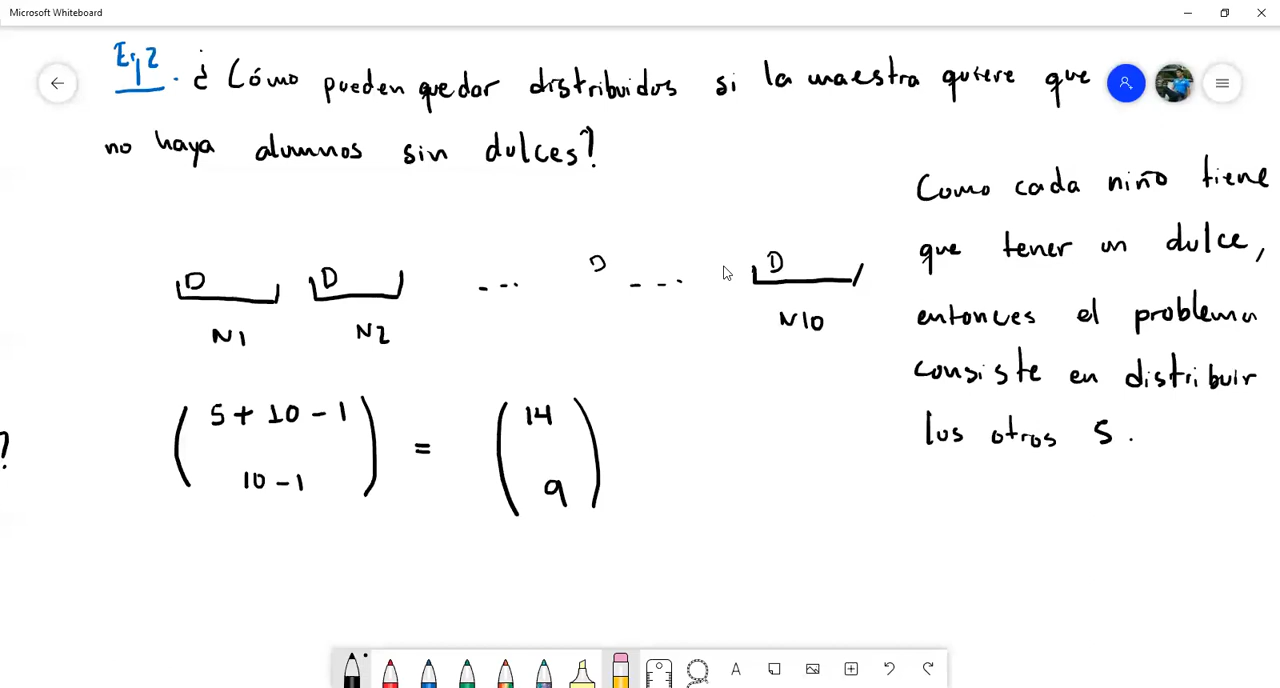 Microsoft Whiteboard
Ej 2. ¿Cómo pueden quedar distribuidos si la maestra quiere que
no haya alumnos sin dulces?
Como cada niño tiene
que tener un dulce,
entonces el problema
consiste en distribuir
los otros 5.
D D ... D ... D
N1 N2 N10
( 5 + 10 - 1 ) = ( 14 )
10 - 1 9
?
A